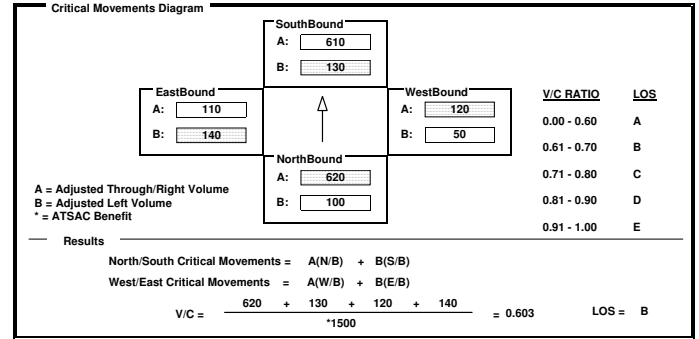 Critical Movements Diagram
SouthBound
A: 610
B: 130
EastBound
A: 110
B: 140
WestBound
A: 120
B: 50
NorthBound
A: 620
B: 100
V/C RATIO LOS
0.00 - 0.60 A
0.61 - 0.70 B
0.71 - 0.80 C
0.81 - 0.90 D
0.91 - 1.00 E
A = Adjusted Through/Right Volume
B = Adjusted Left Volume
* = ATSAC Benefit
Results
North/South Critical Movements = A(N/B) + B(S/B)
West/East Critical Movements = A(W/B) + B(E/B)
V/C = 620 + 130 + 120 + 140 = 0.603 LOS = B
*1500